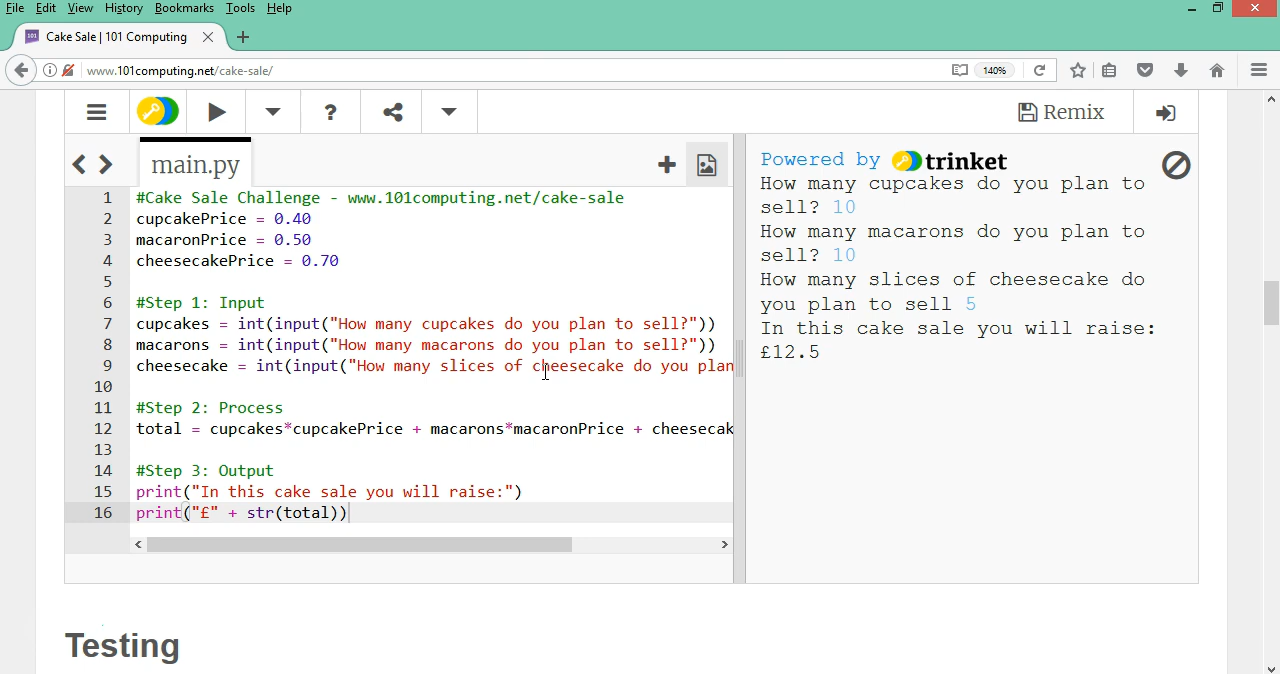 File Edit View History Bookmarks Tools Help
101 Cake Sale | 101 Computing
www.101computing.net/cake-sale/ 140%
? Remix
main.py
1 #Cake Sale Challenge - www.101computing.net/cake-sale
2 cupcakePrice = 0.40
3 macaronPrice = 0.50
4 cheesecakePrice = 0.70
5
6 #Step 1: Input
7 cupcakes = int(input("How many cupcakes do you plan to sell?"))
8 macarons = int(input("How many macarons do you plan to sell?"))
9 cheesecake = int(input("How many slices of cheesecake do you plan
10
11 #Step 2: Process
12 total = cupcakes*cupcakePrice + macarons*macaronPrice + cheesecak
13
14 #Step 3: Output
15 print("In this cake sale you will raise:")
16 print("£" + str(total))
Powered by trinket
How many cupcakes do you plan to
sell? 10
How many macarons do you plan to
sell? 10
How many slices of cheesecake do
you plan to sell 5
In this cake sale you will raise:
£12.5
Testing